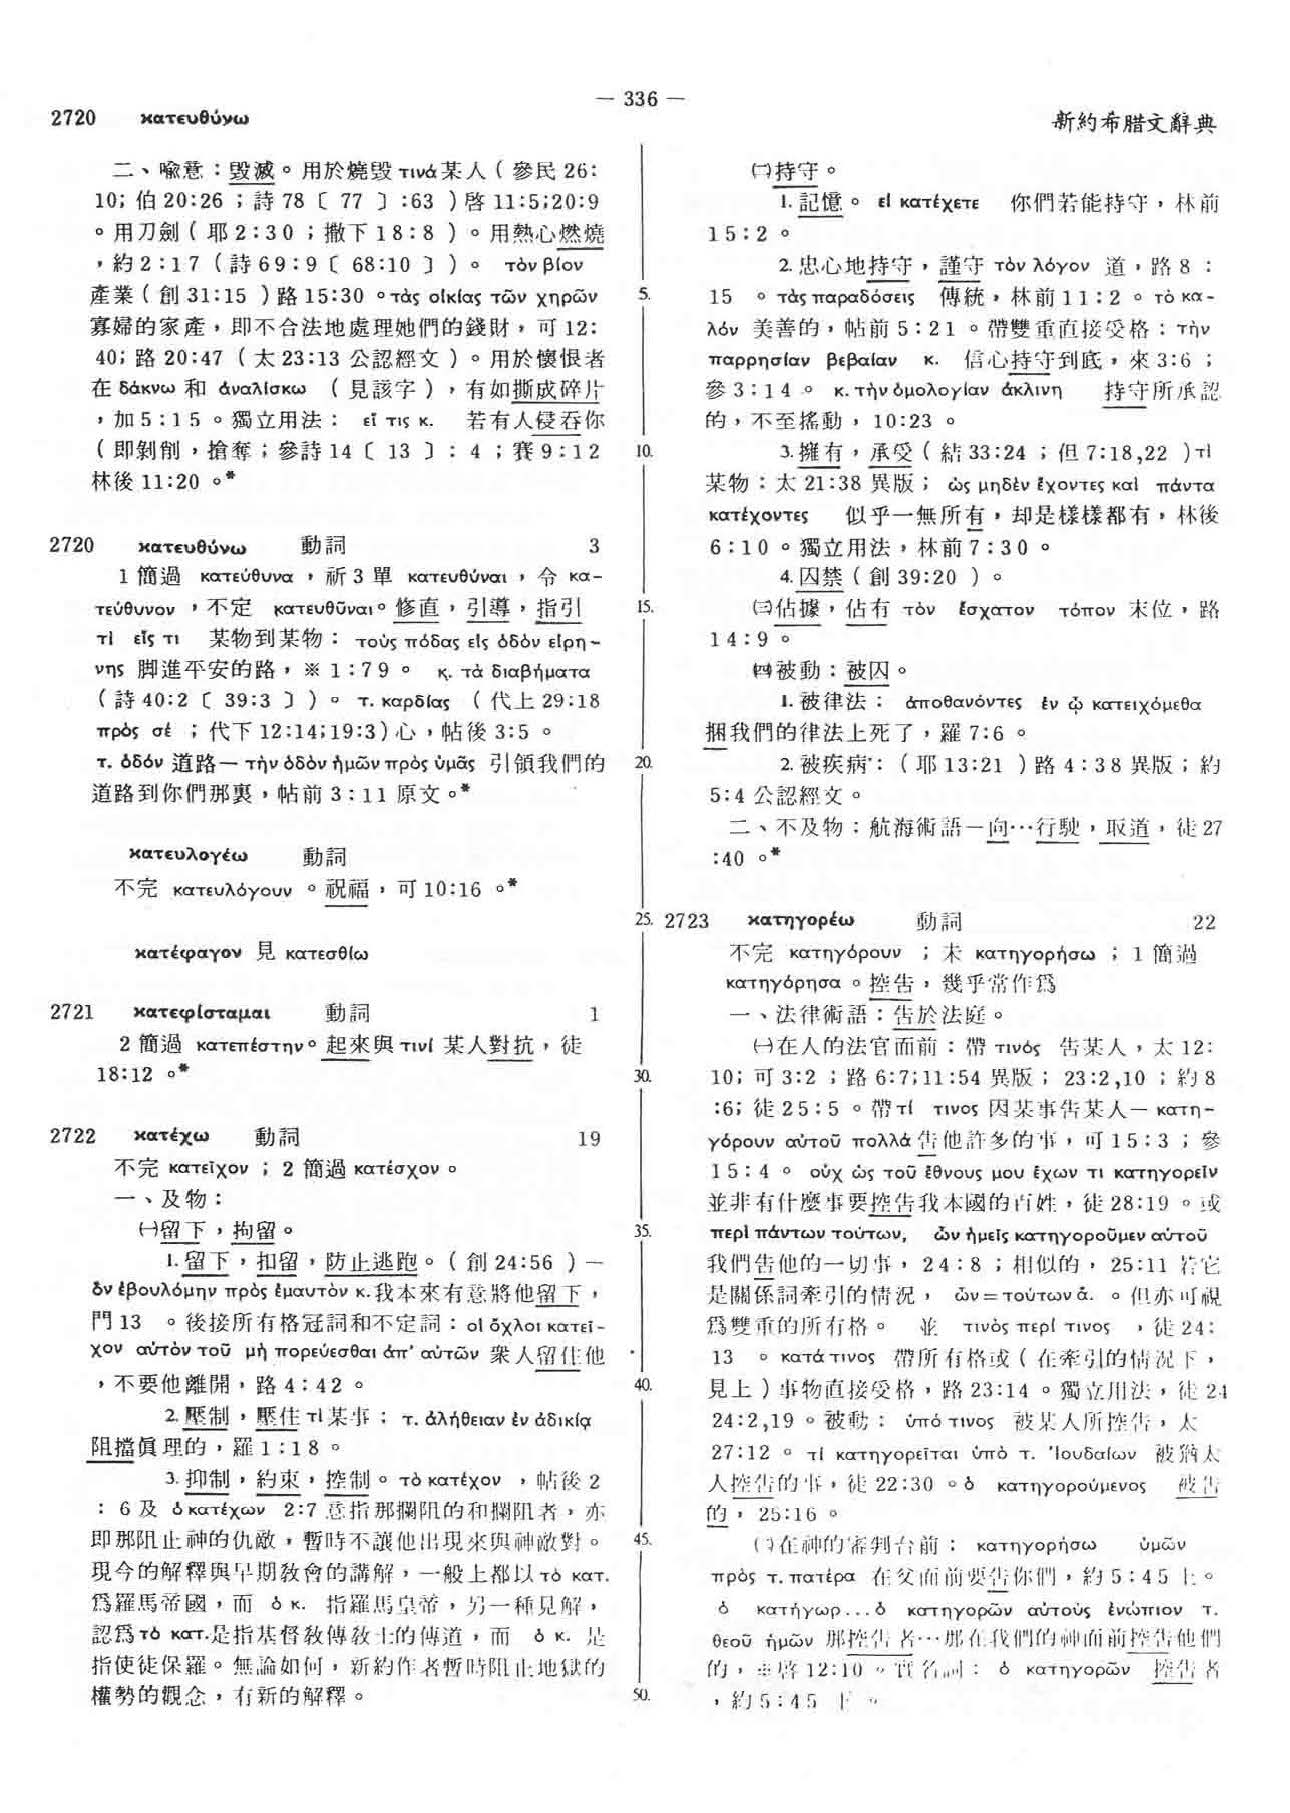 — 336 —
2720 κατευθύνω
新約希腊文辭典
二、喩意：毀滅。用於燒毀 τινά 某人（參民 26:
10; 伯 20:26 ；詩 78〔 77 〕:63 ）啓 11:5;20:9
。用刀劍（耶 2:30 ；撒下 18:8 ）。用熱心燃燒
，約 2:17（詩 69:9〔 68:10 〕）。 τὸν βίον
產業（創 31:15 ）路 15:30 。τὰς οἰκίας τῶν χηρῶν
寡婦的家產，即不合法地處理她們的錢財，可 12:
40; 路 20:47（太 23:13 公認經文）。用於懷恨者
在 δάκνω 和 ἀναλίσκω （見該字），有如撕成碎片
，加 5:15 。獨立用法： εἴ τις κ. 若有人侵吞你
（即剝削，搶奪；參詩 14〔 13 〕: 4 ；賽 9:12
林後 11:20 。*
2720 κατευθύνω 動詞 3
1 簡過 κατεύθυνα ，祈 3 單 κατευθύναι ，令 κα-
τεύθυνον ，不定 κατευθῦναι。修直，引導，指引
τὶ εἴς τι 某物到某物： τοὺς πόδας εἰς ὁδὸν εἰρή-
νης 脚進平安的路，※ 1:79 。 κ. τὰ διαβήματα
（詩 40:2〔 39:3 〕）。 τ. καρδίας （代上 29:18
πρὸς σέ ；代下 12:14;19:3）心，帖後 3:5 。
τ. ὁδόν 道路－τὴν ὁδὸν ἡμῶν πρὸς ὑμᾶς 引領我們的
道路到你們那裏，帖前 3:11 原文。*
κατευλογέω 動詞
不完 κατευλόγουν 。祝福，可 10:16 。*
κατέφαγον 見 κατεσθίω
2721 κατεφίσταμαι 動詞 1
2 簡過 κατεπέστην。起來與 τινί 某人對抗，徒
18:12 。*
2722 κατέχω 動詞 19
不完 κατεῖχον ； 2 簡過 κατέσχον 。
一、及物：
㈠留下，拘留。
1. 留下，扣留，防止逃跑。（創 24:56 ）－
ὃν ἐβουλόμην πρὸς ἐμαυτὸν κ.我本來有意將他留下，
門 13 。後接所有格冠詞和不定詞：οἱ ὄχλοι κατεῖ-
χον αὐτὸν τοῦ μὴ πορεύεσθαι ἀπ' αὐτῶν 衆人留住他
，不要他離開，路 4:42 。
2. 壓制，壓住 τὶ 某事； τ. ἀλήθειαν ἐν ἀδικίᾳ
阻擋眞理的，羅 1:18 。
3. 抑制，約束，控制。τὸ κατέχον ，帖後 2
: 6 及 ὁ κατέχων 2:7 意指那攔阻的和攔阻者，亦
即那阻止神的仇敵，暫時不讓他出現來與神敵對。
現今的解釋與早期敎會的講解，一般上都以 τὸ κατ.
爲羅馬帝國，而 ὁ κ. 指羅馬皇帝，另一種見解，
認爲 τὸ κατ.是指基督敎傳敎士的傳道，而 ὁ κ. 是
指使徒保羅。無論如何，新約作者暫時阻止地獄的
權勢的觀念，有新的解釋。
5.
10.
15.
20.
25.
30.
35.
40.
45.
50.
㈡持守。
1. 記憶。 εἰ κατέχετε 你們若能持守，林前
15:2 。
2. 忠心地持守，謹守 τὸν λόγον 道，路 8 :
15 。τὰς παραδόσεις 傳統，林前 11:2 。τὸ κα-
λόν 美善的，帖前 5:21 。帶雙重直接受格：τὴν
παρρησίαν βεβαίαν κ. 信心持守到底，來 3:6 ；
參 3:14 。 κ. τὴν ὁμολογίαν ἀκλινη 持守所承認
的，不至搖動， 10:23 。
3. 擁有，承受（結 33:24 ；但 7:18,22 ）τὶ
某物：太 21:38 異版； ὡς μηδὲν ἔχοντες καὶ πάντα
κατέχοντες 似乎一無所有，却是樣樣都有，林後
6:10 。獨立用法，林前 7:30 。
4. 囚禁（創 39:20 ）。
㈢佔據，佔有 τὸν ἔσχατον τόπον 末位，路
14:9 。
㈣被動：被囚。
1. 被律法： ἀποθανόντες ἐν ᾧ κατειχόμεθα
捆我們的律法上死了，羅 7:6 。
2. 被疾病：（耶 13:21 ）路 4:38 異版；約
5:4 公認經文。
二、不及物：航海術語－向…行駛，取道，徒 27
:40 。*
2723 κατηγορέω 動詞 22
不完 κατηγόρουν ；未 κατηγορήσω ； 1 簡過
κατηγόρησα 。控告，幾乎常作爲
一、法律術語：告於法庭。
㈠在人的法官面前：帶 τινός 告某人，太 12:
10; 可 3:2 ；路 6:7;11:54 異版； 23:2,10 ；約 8
:6; 徒 25:5 。帶 τί τινος 因某事告某人－ κατη-
γόρουν αὐτοῦ πολλά 告他許多的事，可 15:3 ；參
15:4 。 οὐχ ὡς τοῦ ἔθνους μου ἔχων τι κατηγορεῖν
並非有什麼事要控告我本國的百姓，徒 28:19 。或
περὶ πάντων τούτων, ὧν ἡμεῖς κατηγοροῦμεν αὐτοῦ
我們告他的一切事， 24:8 ；相似的， 25:11 若它
是關係詞牽引的情況， ὧν＝τούτων ἅ. 。但亦可視
爲雙重的所有格。 並 τινὸς περί τινος ，徒 24:
13 。κατά τινος 帶所有格或（在牽引的情況下，
見上）事物直接受格，路 23:14 。獨立用法，徒 24
24:2,19 。被動： ὑπό τινος 被某人所控告，太
27:12 。 τί κατηγορεῖται ὑπὸ τ. Ἰουδαίων 被猶太
人控告的事，徒 22:30 。ὁ κατηγορούμενος 被告
的， 25:16 。
在神的審判台前： κατηγορήσω ὑμῶν
πρὸς τ. πατέρα 在父面前要告你們，約 5:45 上。
ὁ κατήγωρ...ὁ κατηγορῶν αὐτοὺς ἐνώπιον τ.
θεοῦ ἡμῶν 那控告者…那在我們的神面前控告他們
的，※啓 12:10 。實名詞： ὁ κατηγορῶν 控告者
，約 5:45 下。